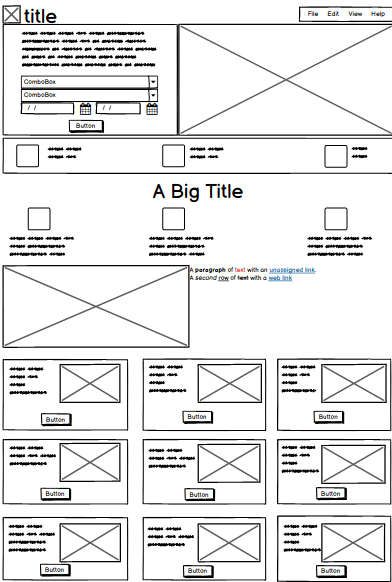 title
File Edit View Help
ComboBox
ComboBox
/ / / /
Button
A Big Title
A paragraph of text with an unassigned link.
A second row of text with a web link
Button Button Button
Button Button Button
Button Button Button